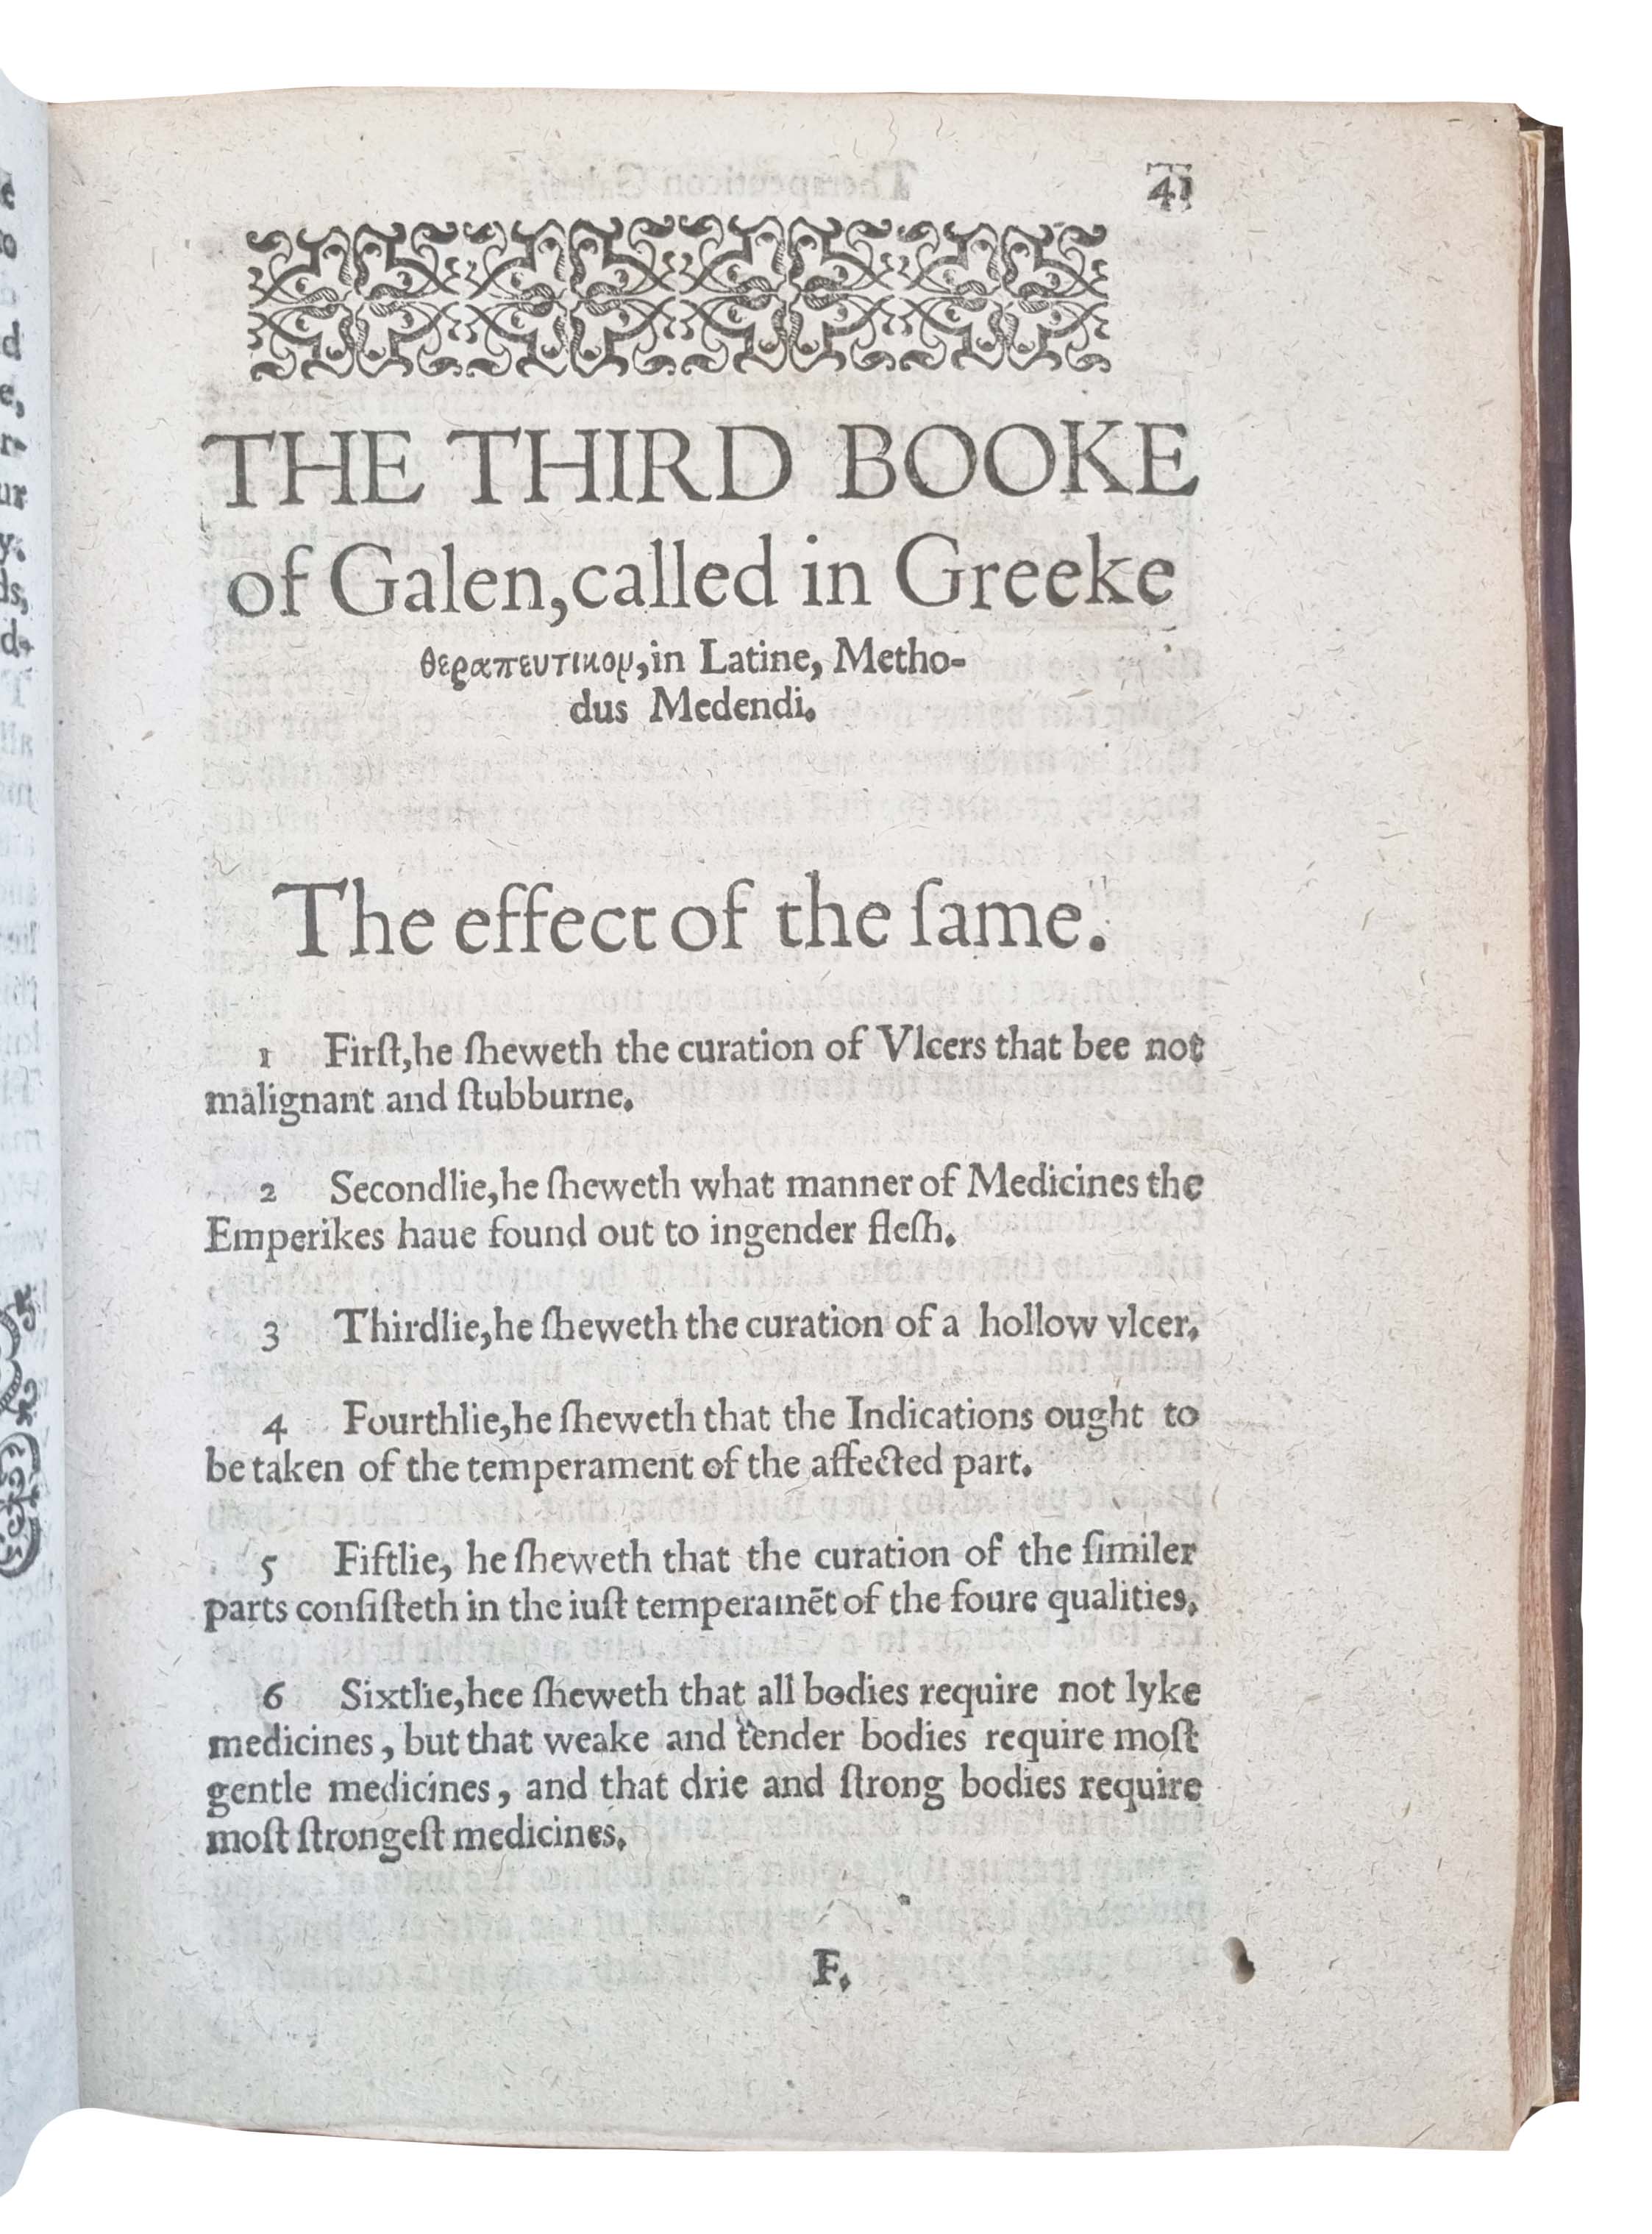 41
THE THIRD BOOKE
of Galen, called in Greeke
θεραπευτικον, in Latine, Metho-
dus Medendi.
The effect of the ſame.
1 Firſt, he ſheweth the curation of Vlcers that bee not
malignant and ſtubburne.
2 Secondlie, he ſheweth what manner of Medicines the
Emperikes haue found out to ingender fleſh.
3 Thirdlie, he ſheweth the curation of a hollow vlcer.
4 Fourthlie, he ſheweth that the Indications ought to
be taken of the temperament of the affected part.
5 Fiftlie, he ſheweth that the curation of the ſimiler
parts conſiſteth in the iuſt temperamēt of the foure qualities.
6 Sixtlie, hee ſheweth that all bodies require not lyke
medicines, but that weake and tender bodies require moſt
gentle medicines, and that drie and ſtrong bodies require
moſt ſtrongeſt medicines.
F.